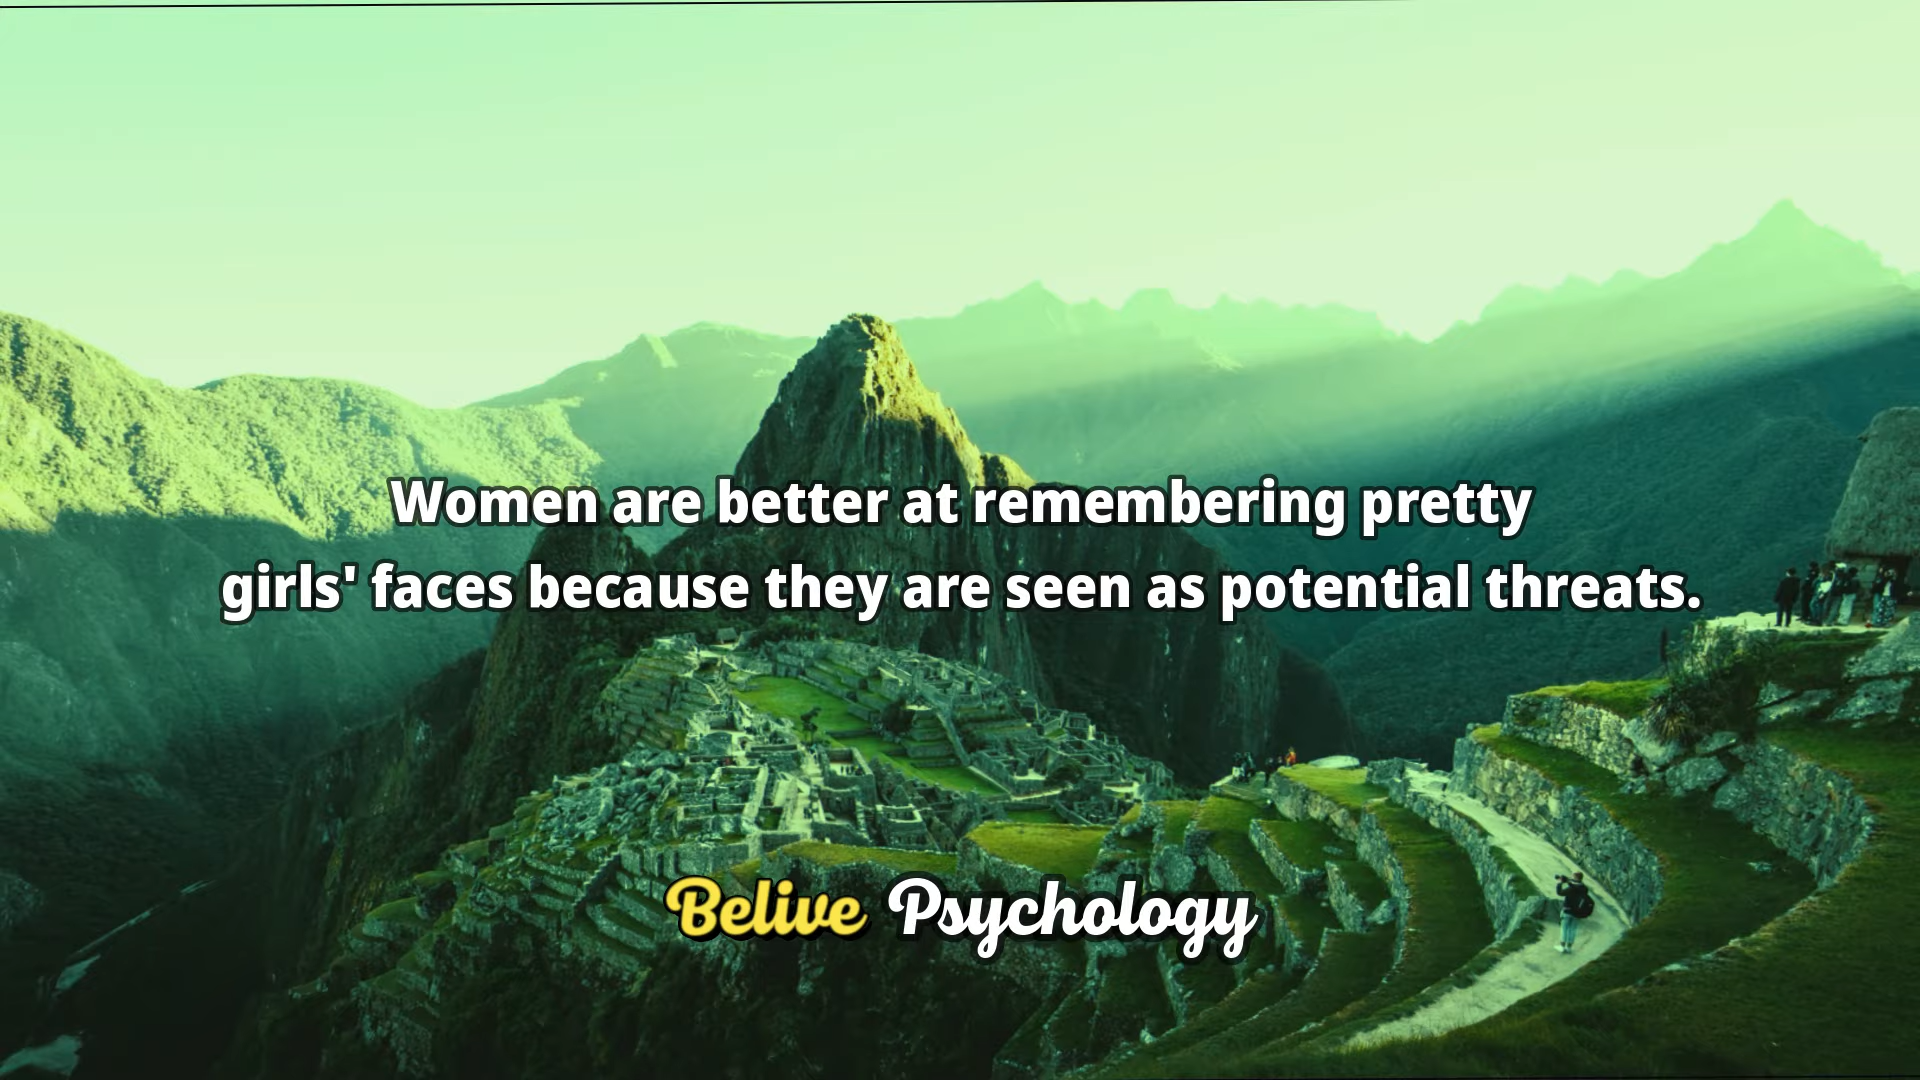 Women are better at remembering pretty
girls' faces because they are seen as potential threats.
Belive Psychology